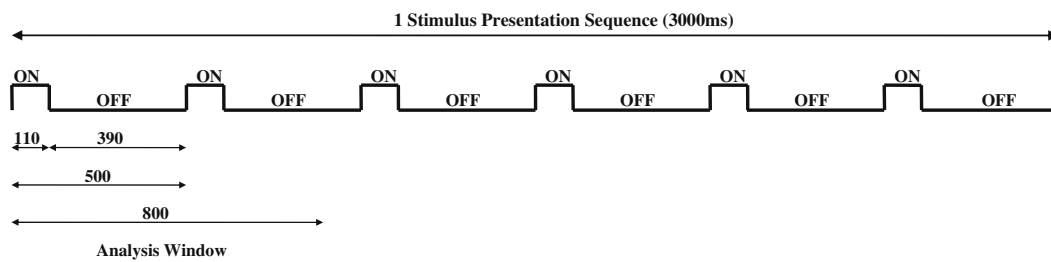 1 Stimulus Presentation Sequence (3000ms)
ON ON ON ON ON ON
OFF OFF OFF OFF OFF OFF
110 390
500
800
Analysis Window